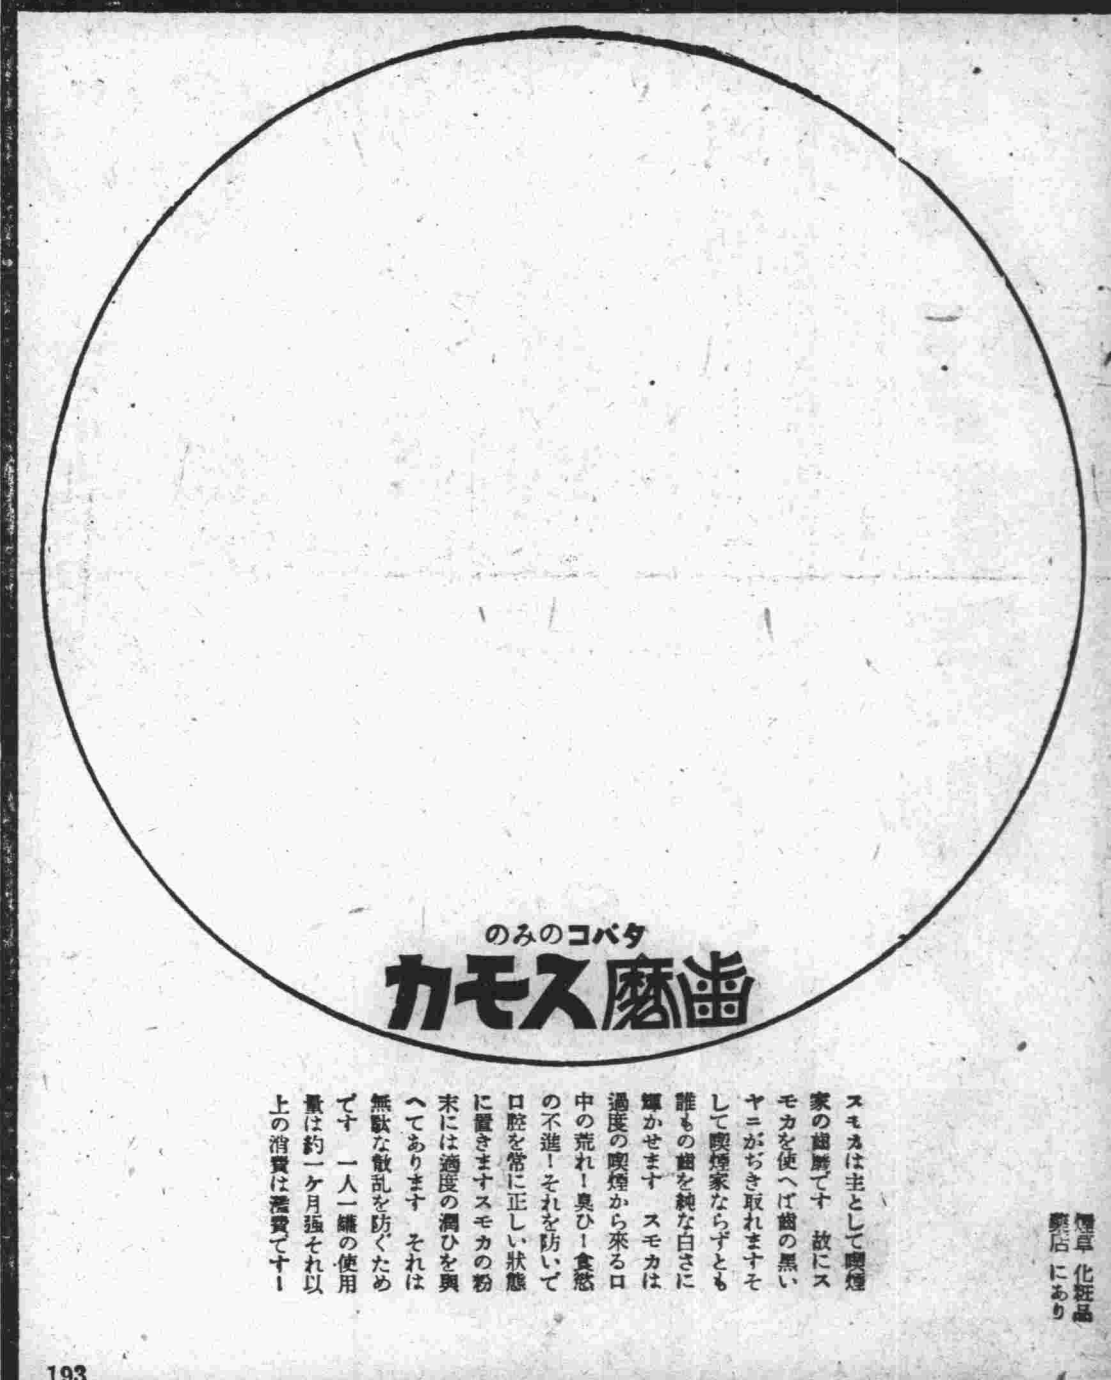 タバコのみの
歯磨スモカ
スモカは主として喫煙
家の歯磨です　故にス
モカを使へば歯の黒い
ヤニがぢき取れますそ
して喫煙家ならずとも
誰もの歯を純な白さに
輝かせます　スモカは
過度の喫煙から來る口
中の荒れ！臭ひ！食慾
の不進！それを防いで
口腔を常に正しい狀態
に置きますスモカの粉
末には適度の潤ひを與
へてあります　それは
無駄な散乱を防ぐため
です　一人一罐の使用
量は約一ケ月强それ以
上の消費は濫費です！
煙草 化粧品
藥店 にあり
193